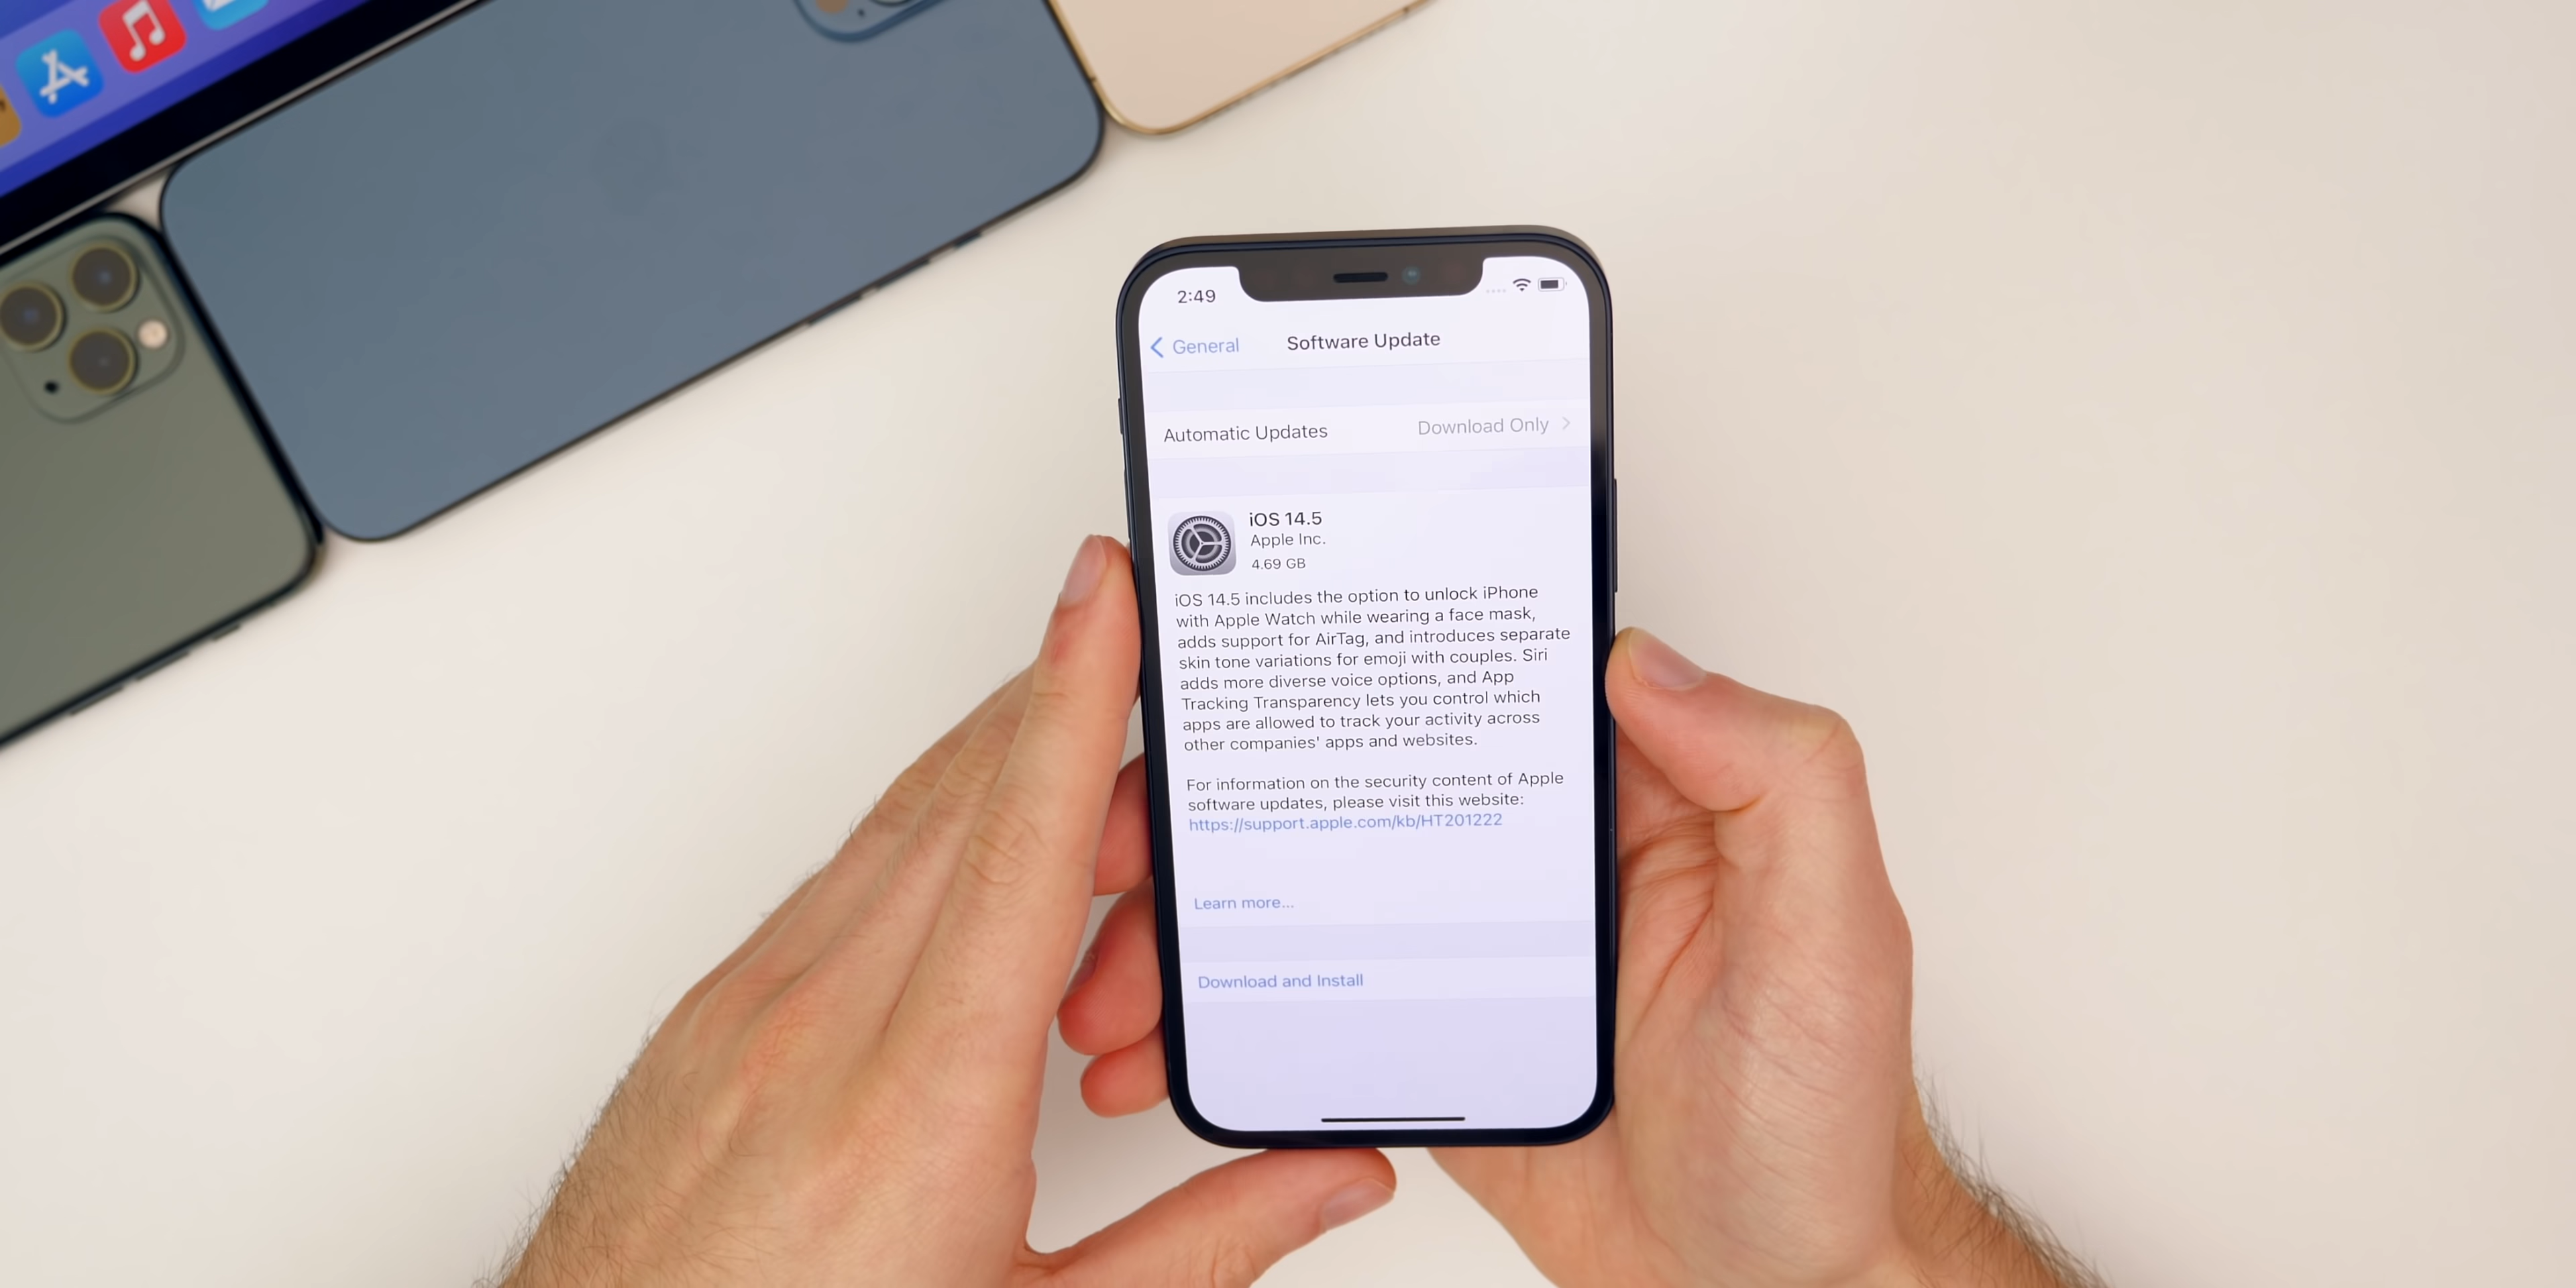 2:49
General
Software Update
Automatic Updates
Download Only
iOS 14.5
Apple Inc.
4.69 GB
iOS 14.5 includes the option to unlock iPhone
with Apple Watch while wearing a face mask,
adds support for AirTag, and introduces separate
skin tone variations for emoji with couples. Siri
adds more diverse voice options, and App
Tracking Transparency lets you control which
apps are allowed to track your activity across
other companies' apps and websites.
For information on the security content of Apple
software updates, please visit this website:
https://support.apple.com/kb/HT201222
Learn more...
Download and Install